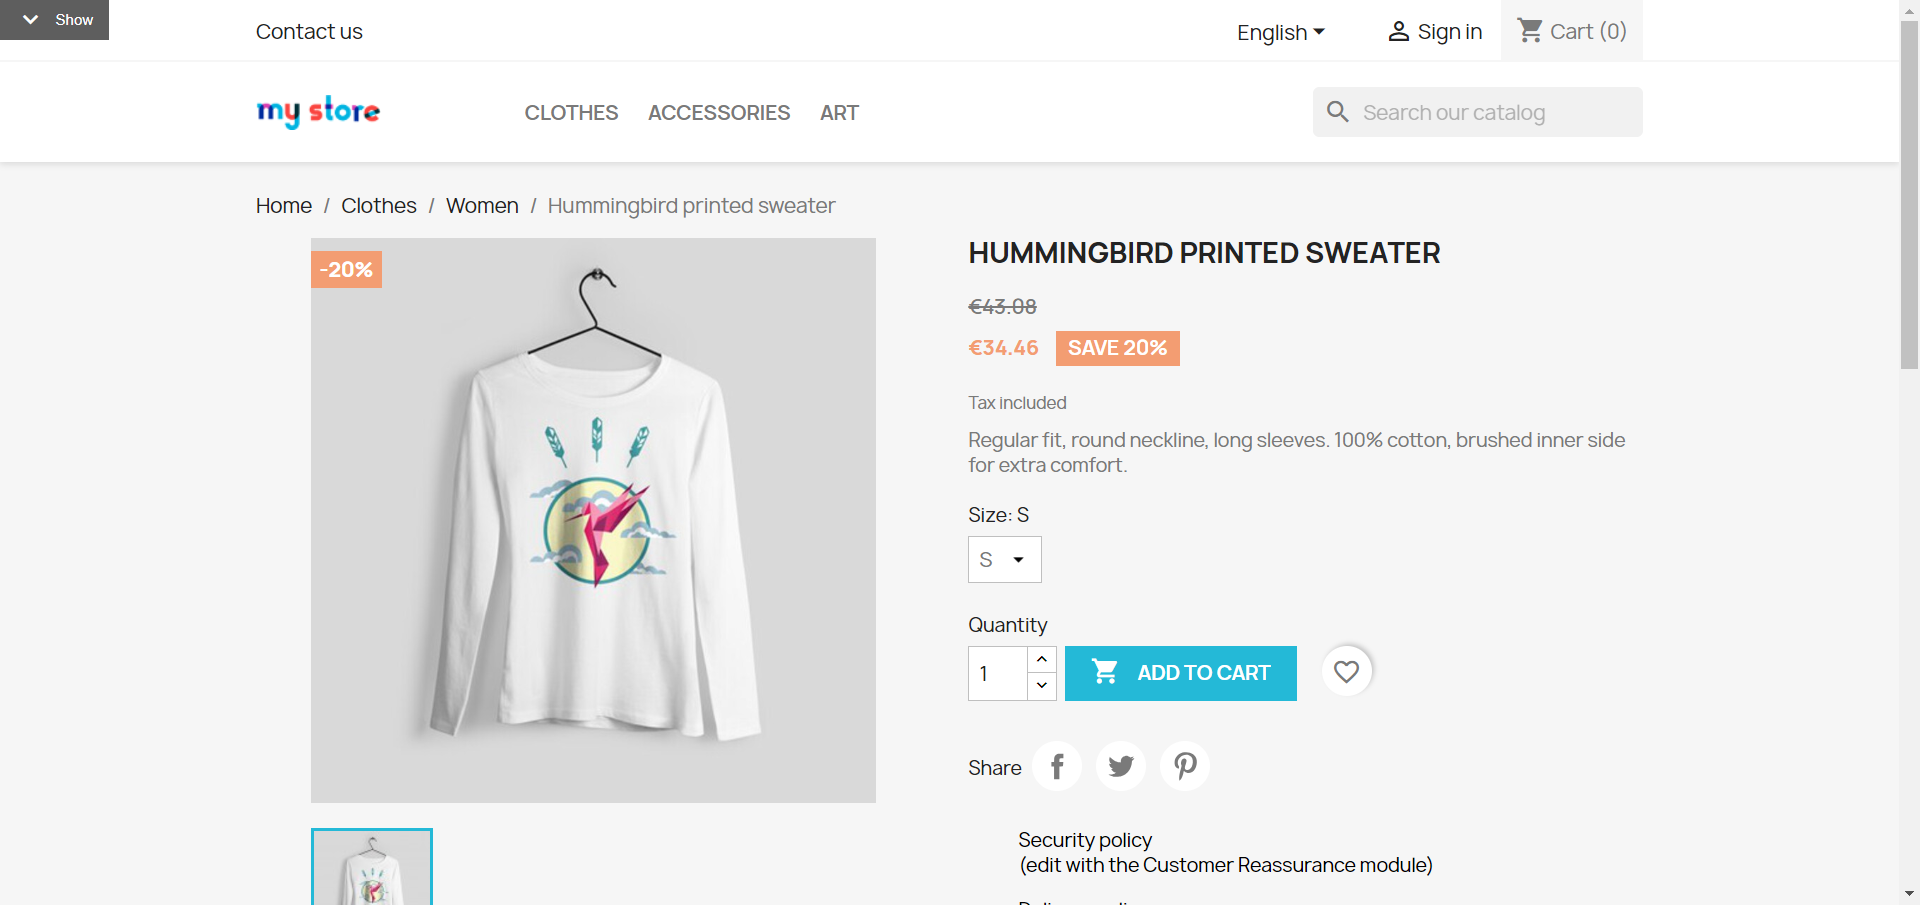 Show
Contact us
English
Sign in
Cart (0)
my store
CLOTHES
ACCESSORIES
ART
Search our catalog
Home / Clothes / Women / Hummingbird printed sweater
-20%
HUMMINGBIRD PRINTED SWEATER
€43.08
€34.46 SAVE 20%
Tax included
Regular fit, round neckline, long sleeves. 100% cotton, brushed inner side
for extra comfort.
Size: S
S
Quantity
1
ADD TO CART
Share
Security policy
(edit with the Customer Reassurance module)